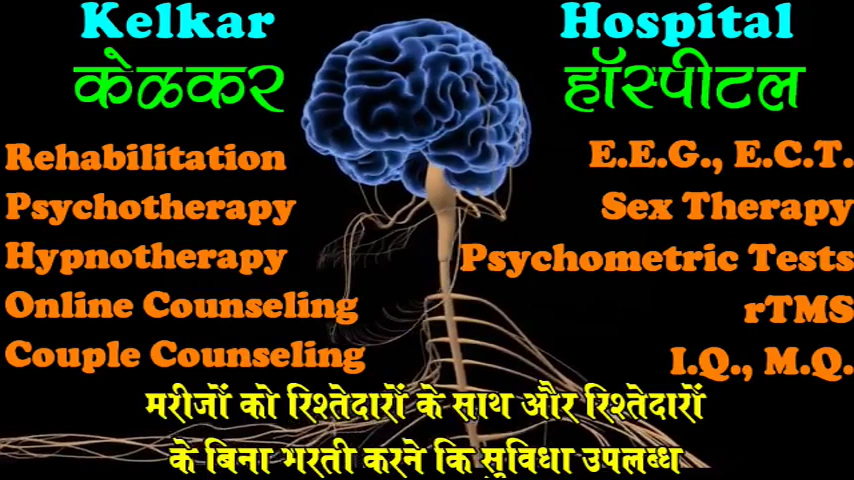 Kelkar Hospital
केळकर हॉस्पीटल
Rehabilitation
Psychotherapy
Hypnotherapy
Online Counseling
Couple Counseling
E.E.G., E.C.T.
Sex Therapy
Psychometric Tests
rTMS
I.Q., M.Q.
मरीजों को रिश्तेदारों के साथ और रिश्तेदारों
के बिना भरती करने कि सुविधा उपलब्ध